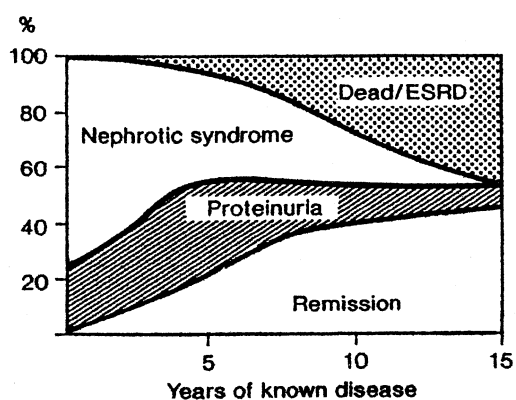 %
100
Dead/ESRD
80
Nephrotic syndrome
60
Proteinuria
40
20
Remission
5 10 15
Years of known disease